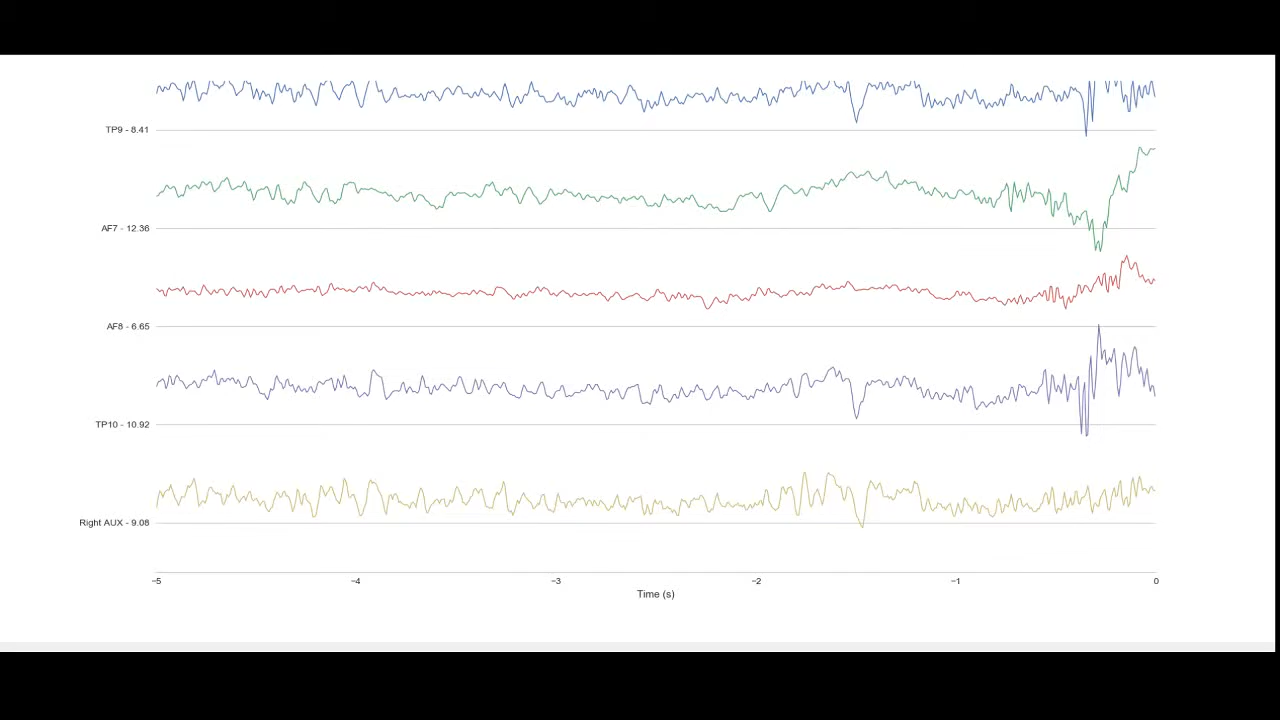 TP9 - 8.41
AF7 - 12.36
AF8 - 6.65
TP10 - 10.92
Right AUX - 9.08
−5 −4 −3 −2 −1 0
Time (s)